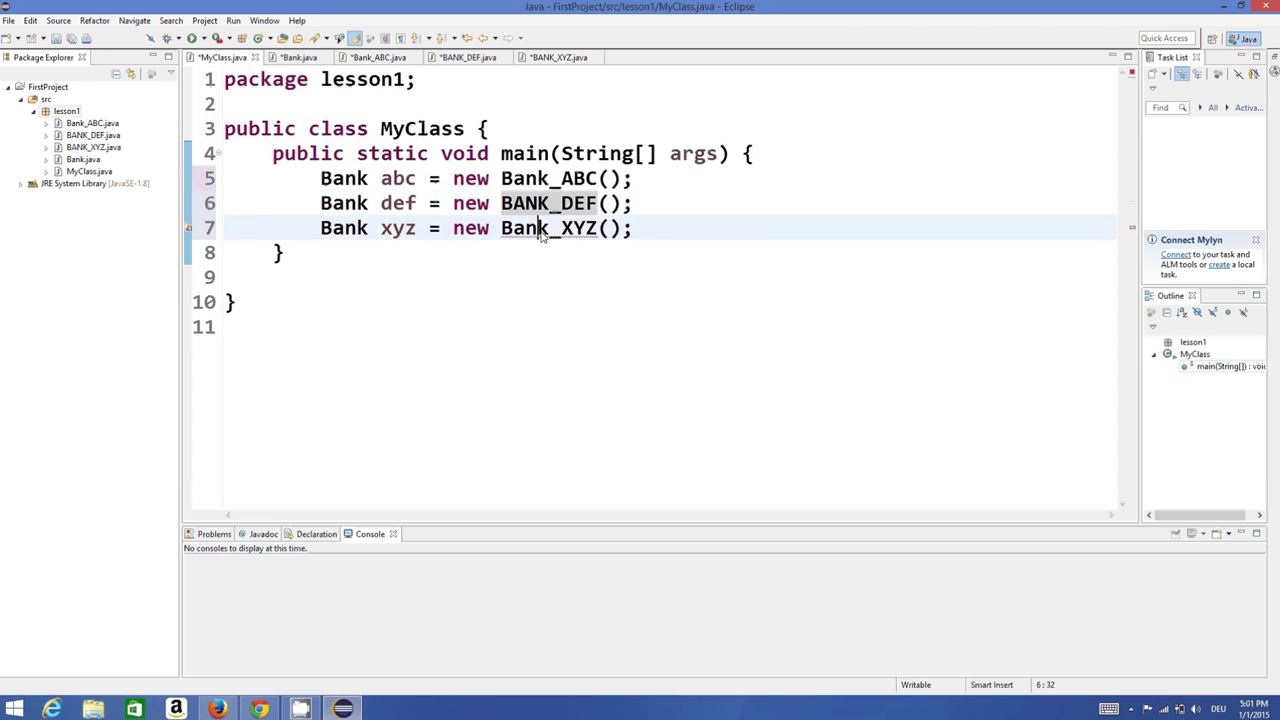 Java - FirstProject/src/lesson1/MyClass.java - Eclipse
File Edit Source Refactor Navigate Search Project Run Window Help
Quick Access Java
Package Explorer
*MyClass.java *Bank.java *Bank_ABC.java *BANK_DEF.java *BANK_XYZ.java
Task List
FirstProject
src
lesson1
Bank_ABC.java
BANK_DEF.java
BANK_XYZ.java
Bank.java
MyClass.java
JRE System Library [JavaSE-1.8]
1 package lesson1;
2
3 public class MyClass {
4 public static void main(String[] args) {
5 Bank abc = new Bank_ABC();
6 Bank def = new BANK_DEF();
7 Bank xyz = new Bank_XYZ();
8 }
9
10 }
11
Find All Activa...
Connect Mylyn
Connect to your task and
ALM tools or create a local
task.
Outline
lesson1
MyClass
main(String[]) : voi
Problems Javadoc Declaration Console
No consoles to display at this time.
Writable Smart Insert 6 : 32
DEU 5:01 PM
1/1/2015